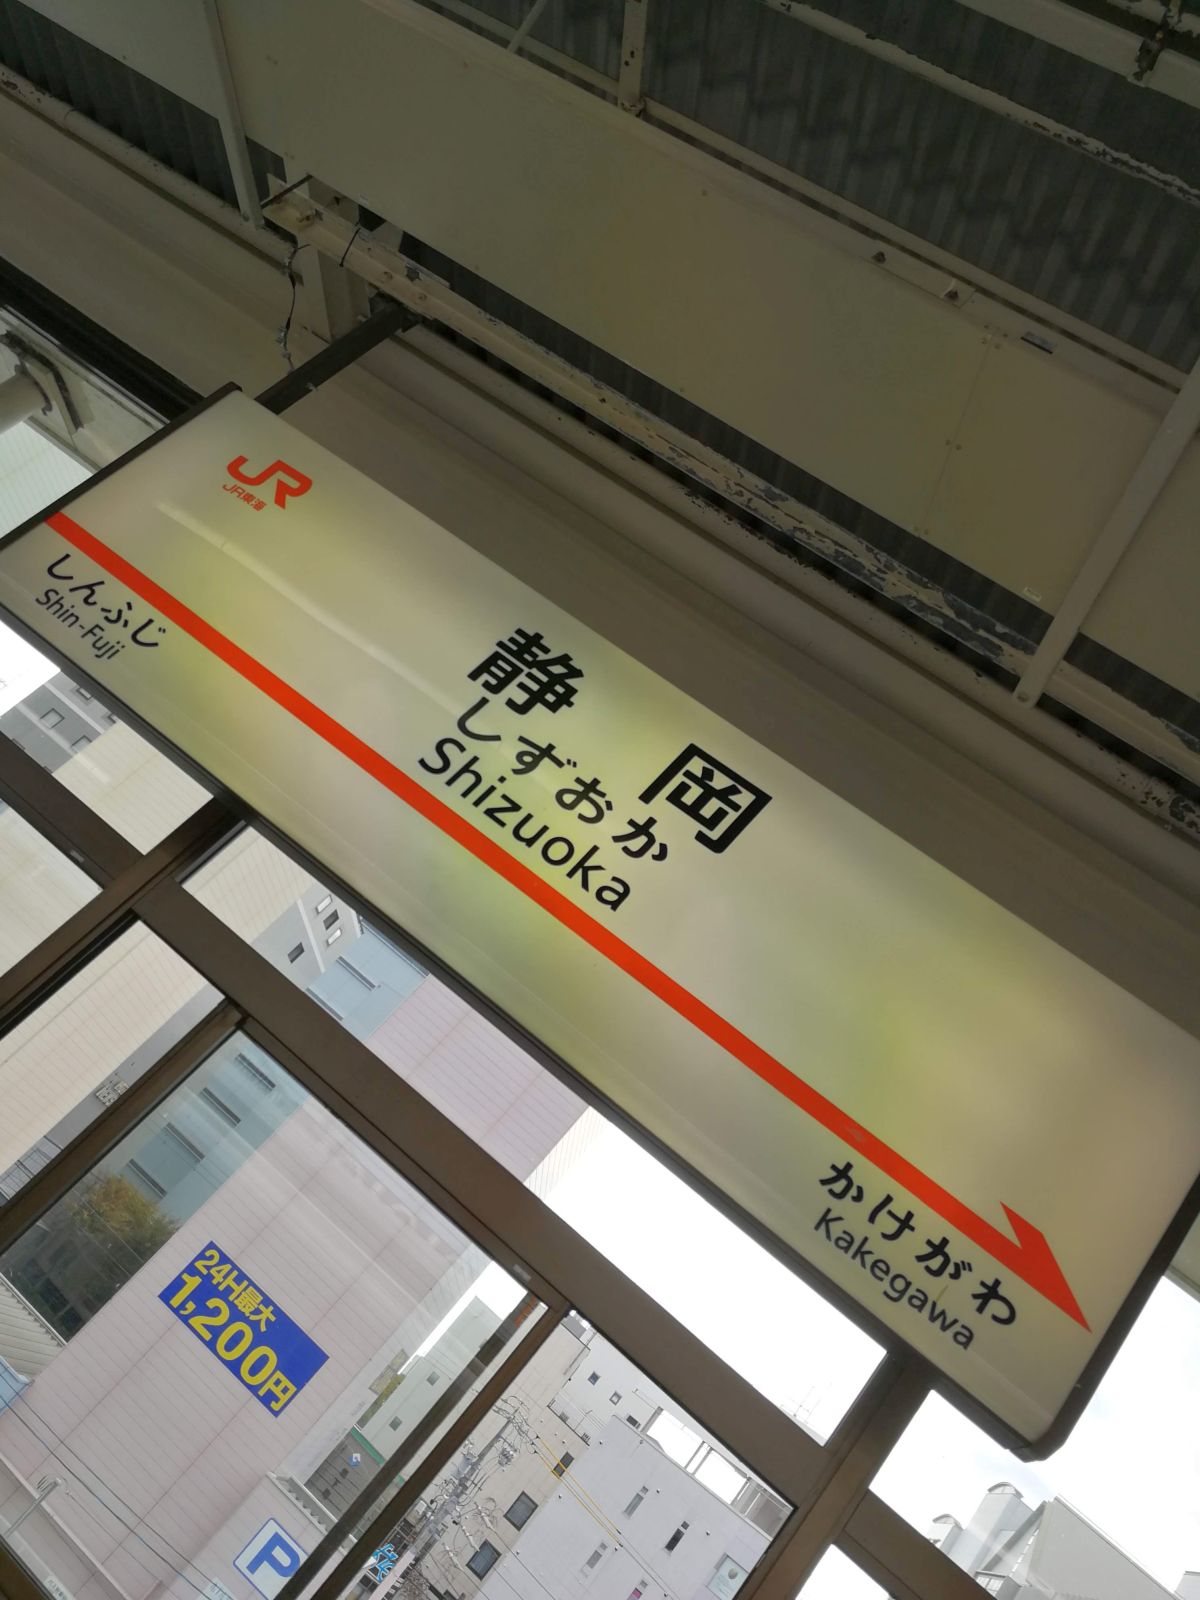 JR
JR東海
静岡
しずおか
Shizuoka
しんふじ
Shin-Fuji
かけがわ
Kakegawa
24H最大
1,200円
P